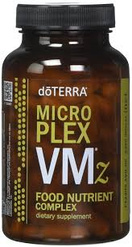 dōTERRA
MICRO
PLEX
VMz
FOOD NUTRIENT
COMPLEX
dietary supplement